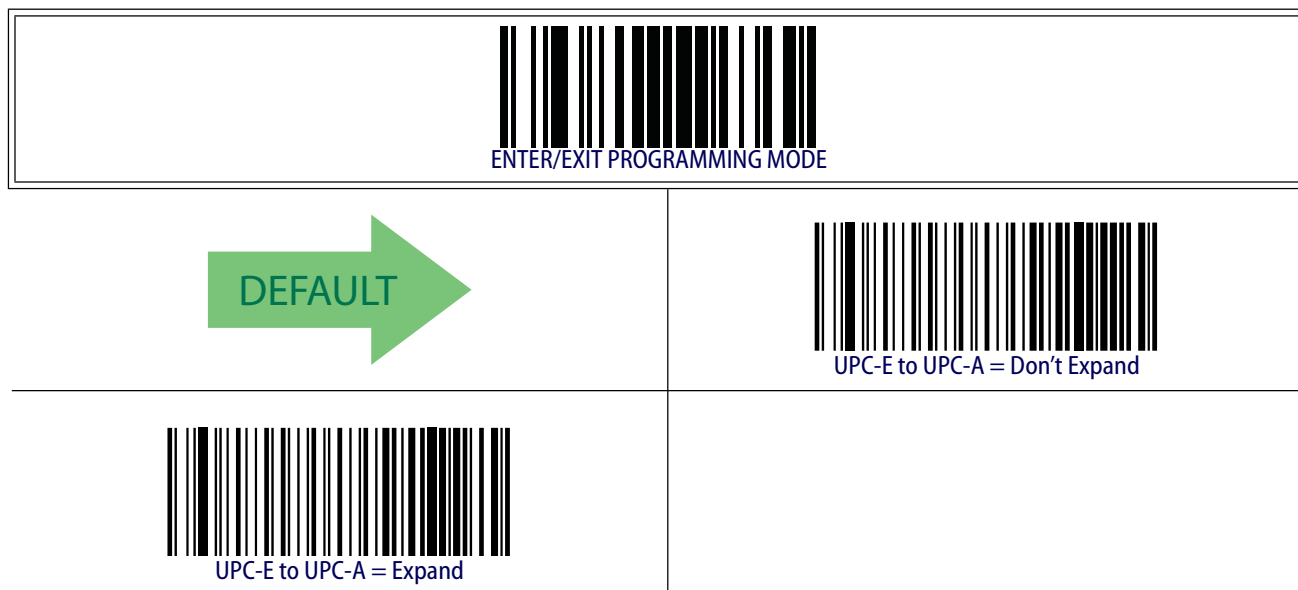 ENTER/EXIT PROGRAMMING MODE
DEFAULT
UPC-E to UPC-A = Don't Expand
UPC-E to UPC-A = Expand